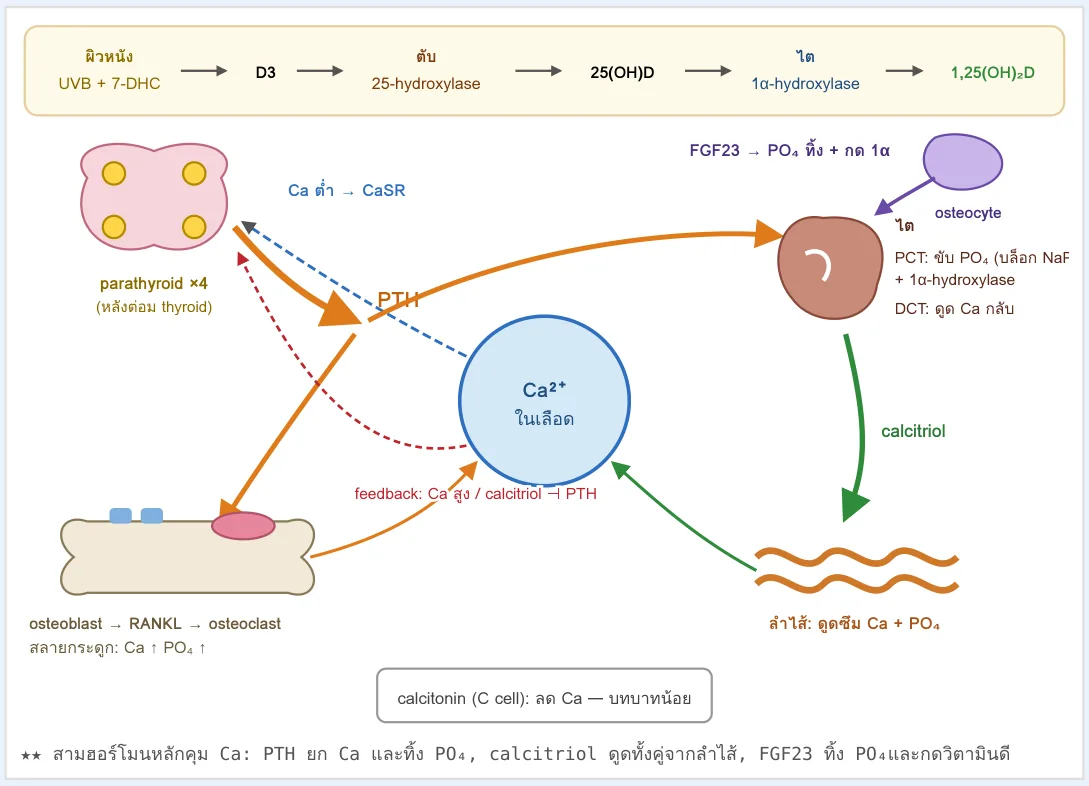 ผิวหนัง
UVB + 7-DHC
D3
ตับ
25-hydroxylase
25(OH)D
ไต
1α-hydroxylase
1,25(OH)₂D
FGF23 → PO₄ ทิ้ง + กด 1α
osteocyte
Ca ต่ำ → CaSR
ไต
PCT: ขับ PO₄ (บล็อก NaP
+ 1α-hydroxylase
DCT: ดูด Ca กลับ
parathyroid ×4
(หลังต่อม thyroid)
PTH
Ca²⁺
ในเลือด
calcitriol
feedback: Ca สูง / calcitriol ⊣ PTH
osteoblast → RANKL → osteoclast
สลายกระดูก: Ca ↑ PO₄ ↑
ลำไส้: ดูดซึม Ca + PO₄
calcitonin (C cell): ลด Ca — บทบาทน้อย
★★ สามฮอร์โมนหลักคุม Ca: PTH ยก Ca และทิ้ง PO₄, calcitriol ดูดทั้งคู่จากลำไส้, FGF23 ทิ้ง PO₄และกดวิตามินดี